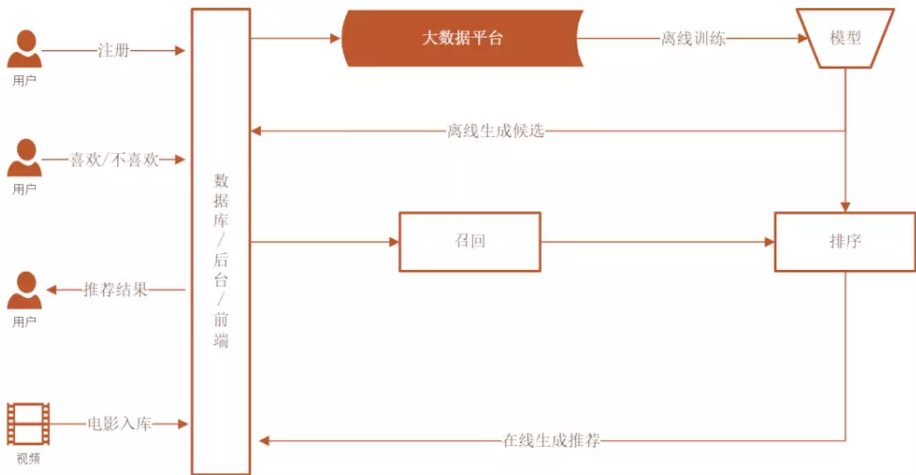 注册
用户
大数据平台
离线训练
模型
离线生成候选
喜欢/不喜欢
用户
数据库/后台/前端
召回
排序
推荐结果
用户
电影入库
视频
在线生成推荐